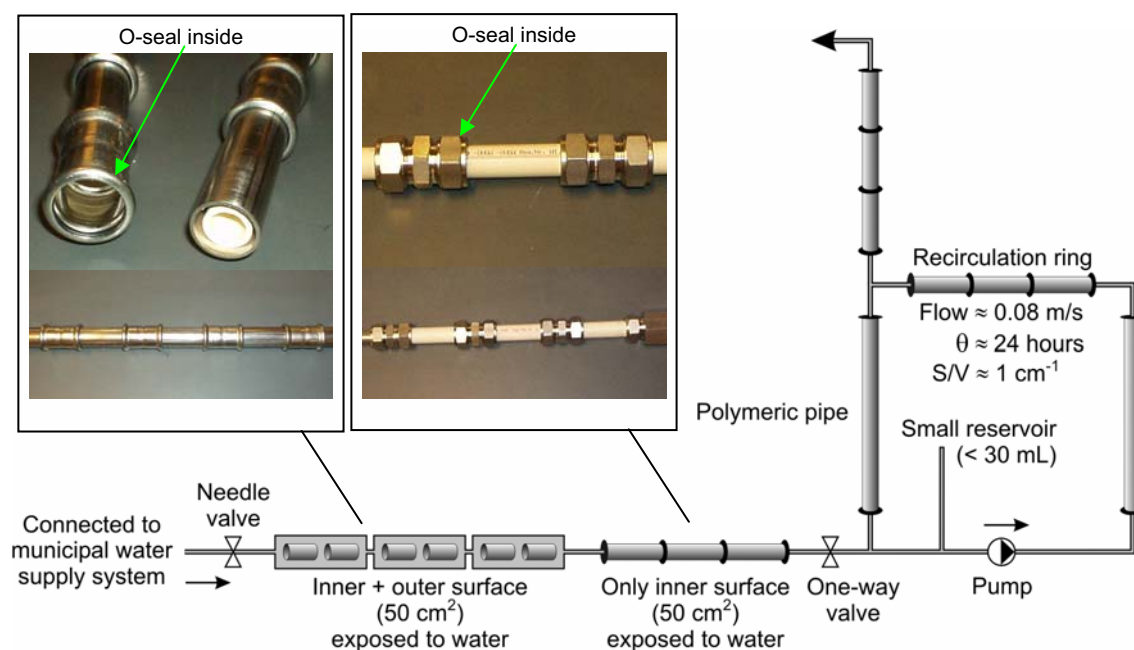 O-seal inside
O-seal inside
Recirculation ring
Flow ≈ 0.08 m/s
θ ≈ 24 hours
S/V ≈ 1 cm⁻¹
Polymeric pipe
Small reservoir
(< 30 mL)
Needle
valve
Connected to
municipal water
supply system
Inner + outer surface
(50 cm²)
exposed to water
Only inner surface
(50 cm²)
exposed to water
One-way
valve
Pump